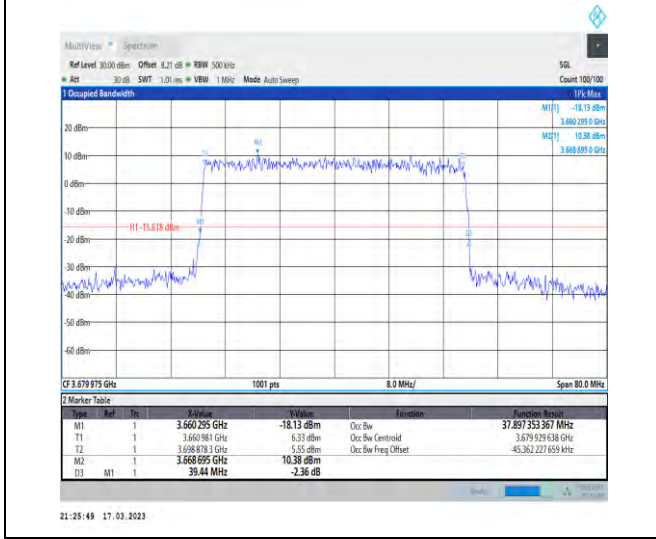 MultiView Spectrum
Ref Level 30.00 dBm Offset 8.21 dB RBW 500 kHz SGL
Att 30 dB SWT 1.01 ms VBW 1 MHz Mode Auto Sweep Count 100/100
1 Occupied Bandwidth 1Pk Max
M1[1] -18.13 dBm
3.660 295 0 GHz
M2[1] 10.38 dBm
3.668 695 0 GHz
20 dBm
M2
10 dBm
0 dBm
-10 dBm
M1
H1 -15.618 dBm
-20 dBm
-30 dBm
-40 dBm
-50 dBm
-60 dBm
CF 3.679 975 GHz 1001 pts 8.0 MHz/ Span 80.0 MHz
2 Marker Table
Type Ref Trc X-Value Y-Value Function Function Result
M1 1 3.660 295 GHz -18.13 dBm Occ Bw 37.897 353 367 MHz
T1 1 3.660 981 GHz 6.33 dBm Occ Bw Centroid 3.679 929 638 GHz
T2 1 3.698 878 3 GHz 5.55 dBm Occ Bw Freq Offset -45.362 227 659 kHz
M2 1 3.668 695 GHz 10.38 dBm
D3 M1 1 39.44 MHz -2.36 dB
21:25:49 17.03.2023